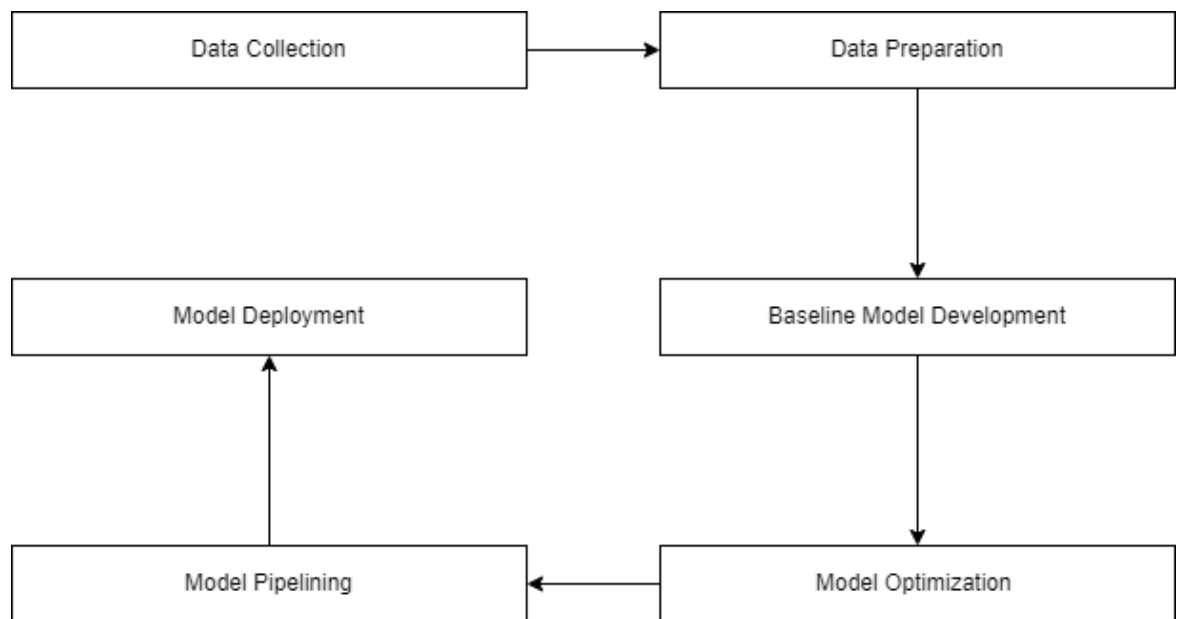 Data Collection
Data Preparation
Model Deployment
Baseline Model Development
Model Pipelining
Model Optimization